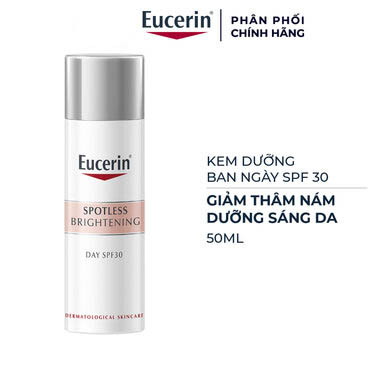 Eucerin
PHÂN PHỐI
CHÍNH HÃNG
Eucerin
SPOTLESS
BRIGHTENING
DAY SPF30
DERMATOLOGICAL SKINCARE
KEM DƯỠNG
BAN NGÀY SPF 30
GIẢM THÂM NÁM
DƯỠNG SÁNG DA
50ML